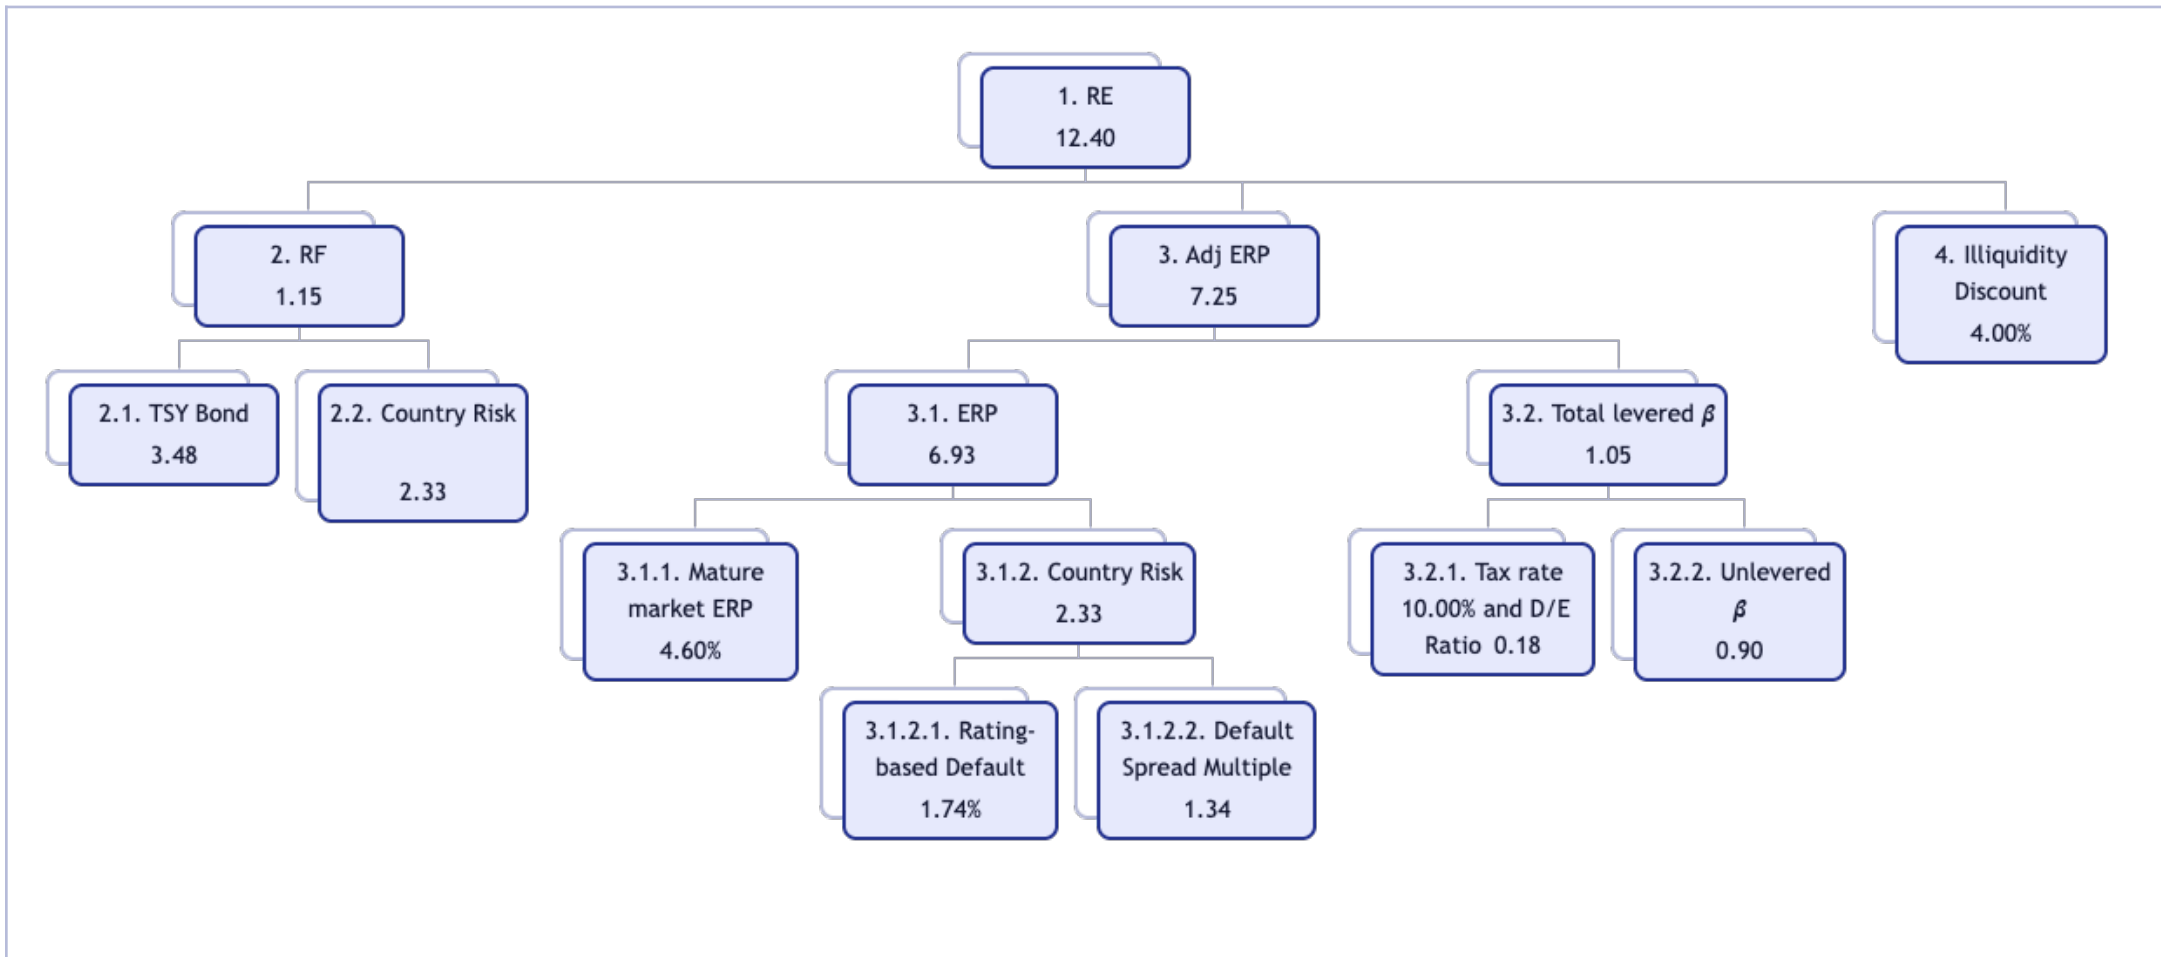 1. RE
12.40
2. RF
1.15
3. Adj ERP
7.25
4. Illiquidity
Discount
4.00%
2.1. TSY Bond
3.48
2.2. Country Risk
2.33
3.1. ERP
6.93
3.2. Total levered β
1.05
3.1.1. Mature
market ERP
4.60%
3.1.2. Country Risk
2.33
3.2.1. Tax rate
10.00% and D/E
Ratio 0.18
3.2.2. Unlevered
β
0.90
3.1.2.1. Rating-
based Default
1.74%
3.1.2.2. Default
Spread Multiple
1.34